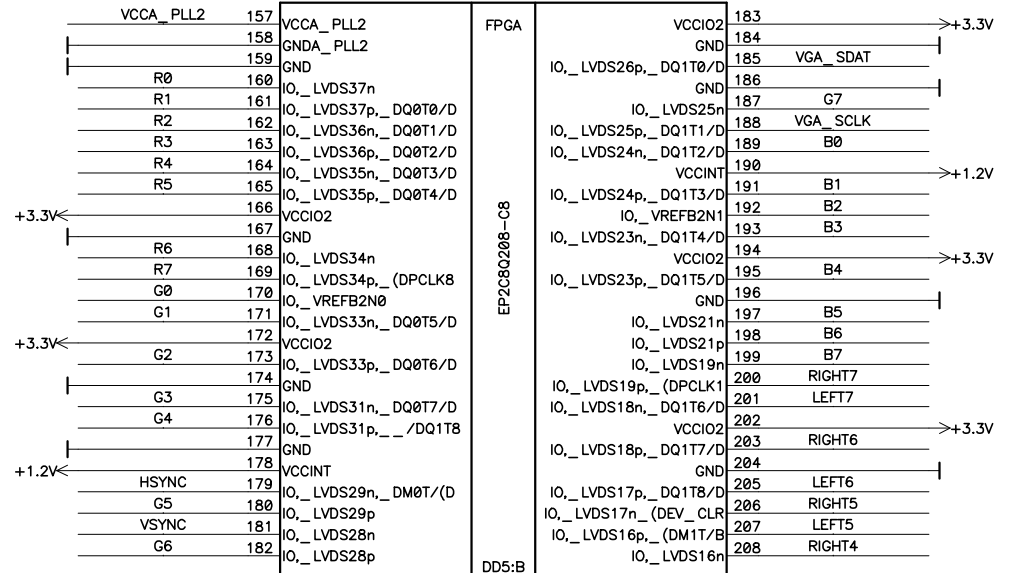 VCCA_PLL2 157 VCCA_PLL2 FPGA VCCIO2 183 +3.3V
158 GNDA_PLL2 GND 184
159 GND IO,_LVDS26p,_DQ1T0/D 185 VGA_SDAT
R0 160 IO,_LVDS37n GND 186
R1 161 IO,_LVDS37p,_DQ0T0/D IO,_LVDS25n 187 G7
R2 162 IO,_LVDS36n,_DQ0T1/D IO,_LVDS25p,_DQ1T1/D 188 VGA_SCLK
R3 163 IO,_LVDS36p,_DQ0T2/D IO,_LVDS24n,_DQ1T2/D 189 B0
R4 164 IO,_LVDS35n,_DQ0T3/D VCCINT 190 +1.2V
R5 165 IO,_LVDS35p,_DQ0T4/D IO,_LVDS24p,_DQ1T3/D 191 B1
+3.3V 166 VCCIO2 IO,_VREFB2N1 192 B2
167 GND IO,_LVDS23n,_DQ1T4/D 193 B3
R6 168 IO,_LVDS34n VCCIO2 194 +3.3V
R7 169 IO,_LVDS34p,_(DPCLK8 IO,_LVDS23p,_DQ1T5/D 195 B4
G0 170 IO,_VREFB2N0 GND 196
G1 171 IO,_LVDS33n,_DQ0T5/D IO,_LVDS21n 197 B5
+3.3V 172 VCCIO2 IO,_LVDS21p 198 B6
G2 173 IO,_LVDS33p,_DQ0T6/D IO,_LVDS19n 199 B7
174 GND IO,_LVDS19p,_(DPCLK1 200 RIGHT7
G3 175 IO,_LVDS31n,_DQ0T7/D IO,_LVDS18n,_DQ1T6/D 201 LEFT7
G4 176 IO,_LVDS31p,__/DQ1T8 VCCIO2 202 +3.3V
177 GND IO,_LVDS18p,_DQ1T7/D 203 RIGHT6
+1.2V 178 VCCINT GND 204
HSYNC 179 IO,_LVDS29n,_DM0T/(D IO,_LVDS17p,_DQ1T8/D 205 LEFT6
G5 180 IO,_LVDS29p IO,_LVDS17n_(DEV_CLR 206 RIGHT5
VSYNC 181 IO,_LVDS28n IO,_LVDS16p,_(DM1T/B 207 LEFT5
G6 182 IO,_LVDS28p IO,_LVDS16n 208 RIGHT4
EP2C8Q208-C8
DD5:B